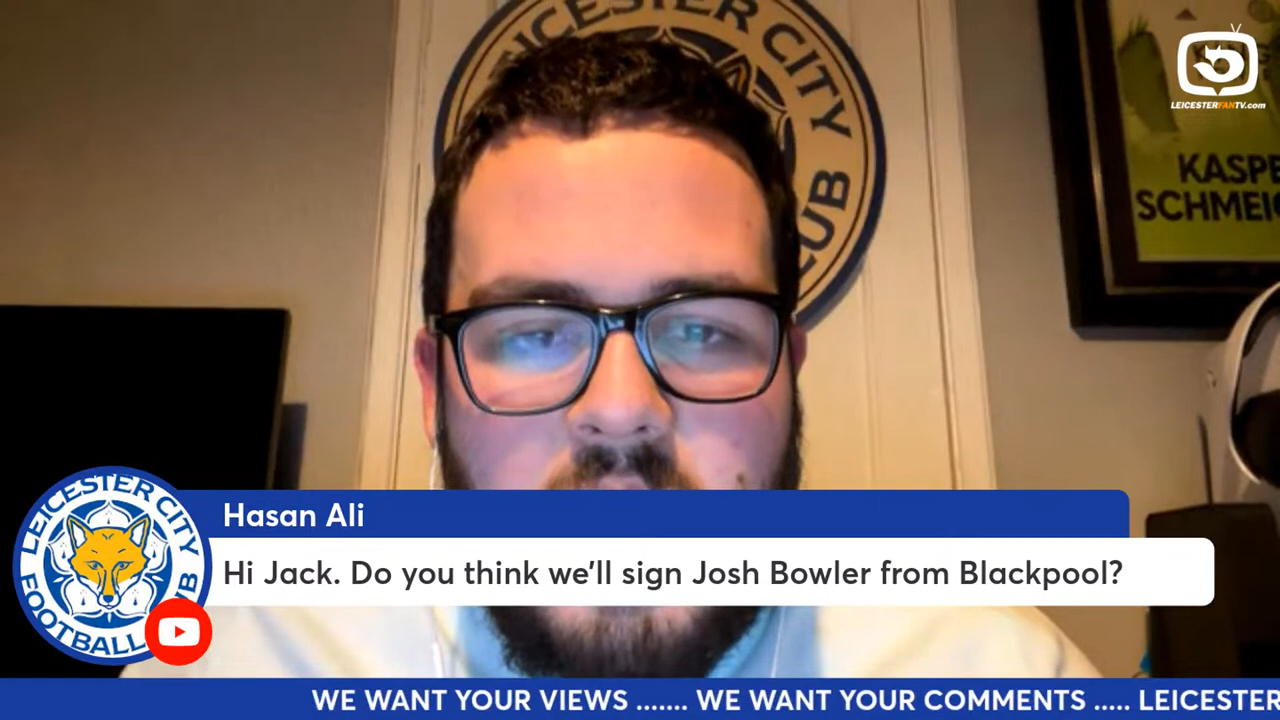 LEICESTER CITY
CLUB
LEICESTERFANTV.com
KASPE
SCHMEIC
LEICESTER CITY
FOOTBALL CLUB
Hasan Ali
Hi Jack. Do you think we'll sign Josh Bowler from Blackpool?
WE WANT YOUR VIEWS ....... WE WANT YOUR COMMENTS ..... LEICESTER